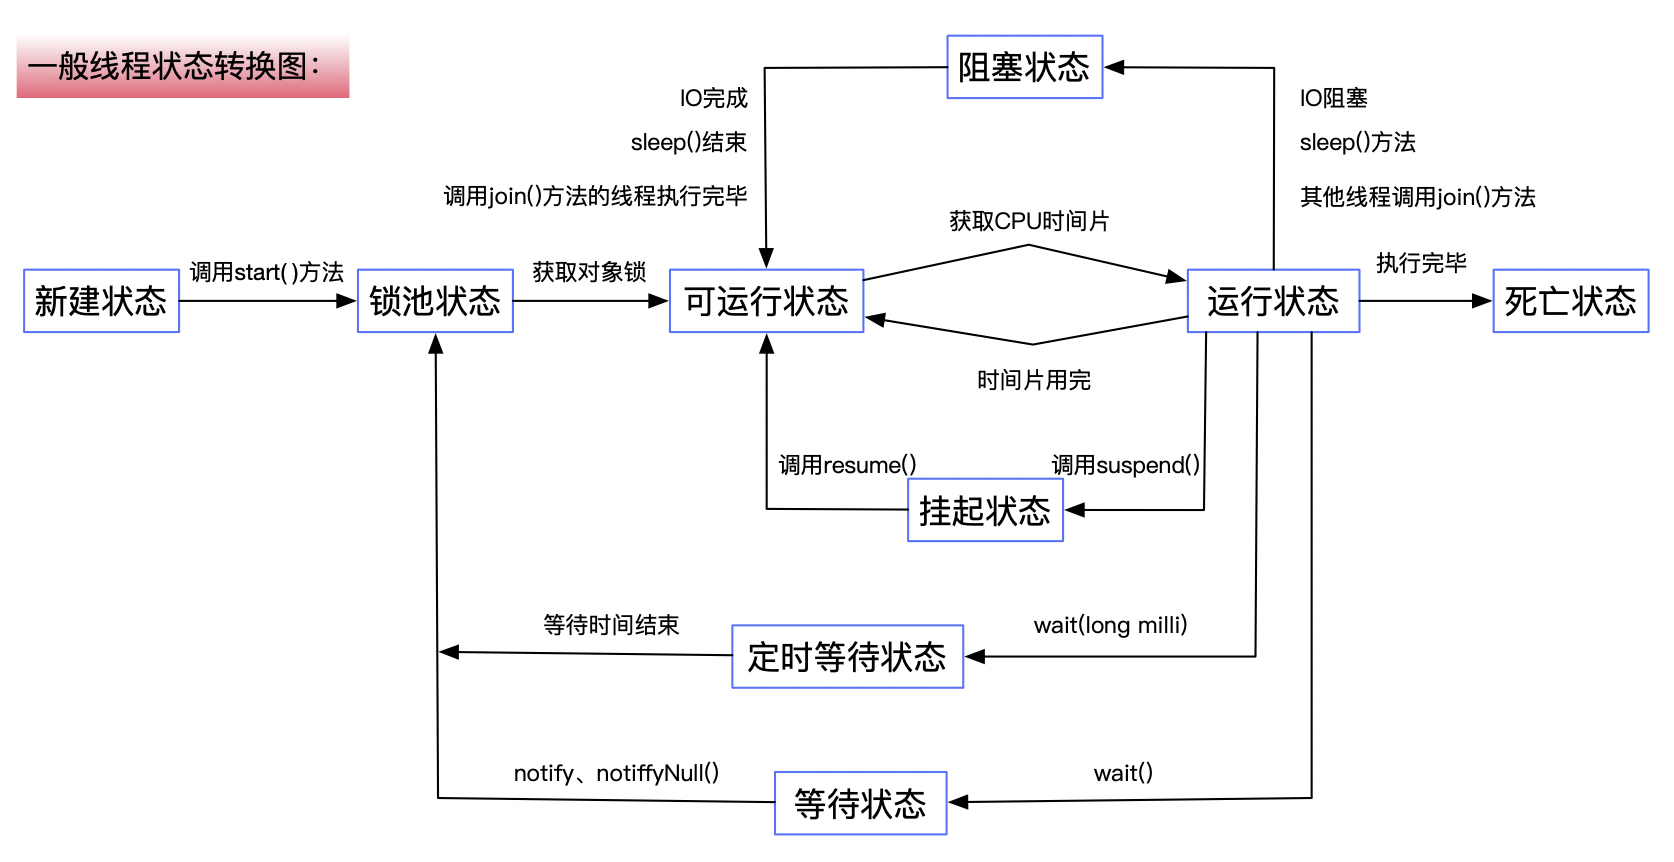 一般线程状态转换图：
阻塞状态
IO完成
sleep()结束
调用join()方法的线程执行完毕
IO阻塞
sleep()方法
其他线程调用join()方法
获取CPU时间片
新建状态
调用start()方法
锁池状态
获取对象锁
可运行状态
运行状态
执行完毕
死亡状态
时间片用完
调用resume()
调用suspend()
挂起状态
等待时间结束
定时等待状态
wait(long milli)
notify、notiffyNull()
等待状态
wait()